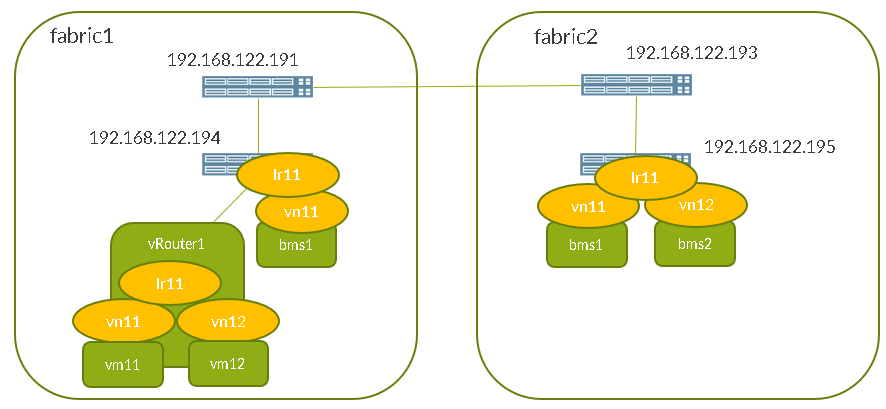 fabric1
192.168.122.191
192.168.122.194
lr11
vn11
bms1
vRouter1
lr11
vn11
vn12
vm11
vm12
fabric2
192.168.122.193
192.168.122.195
lr11
vn11
vn12
bms1
bms2